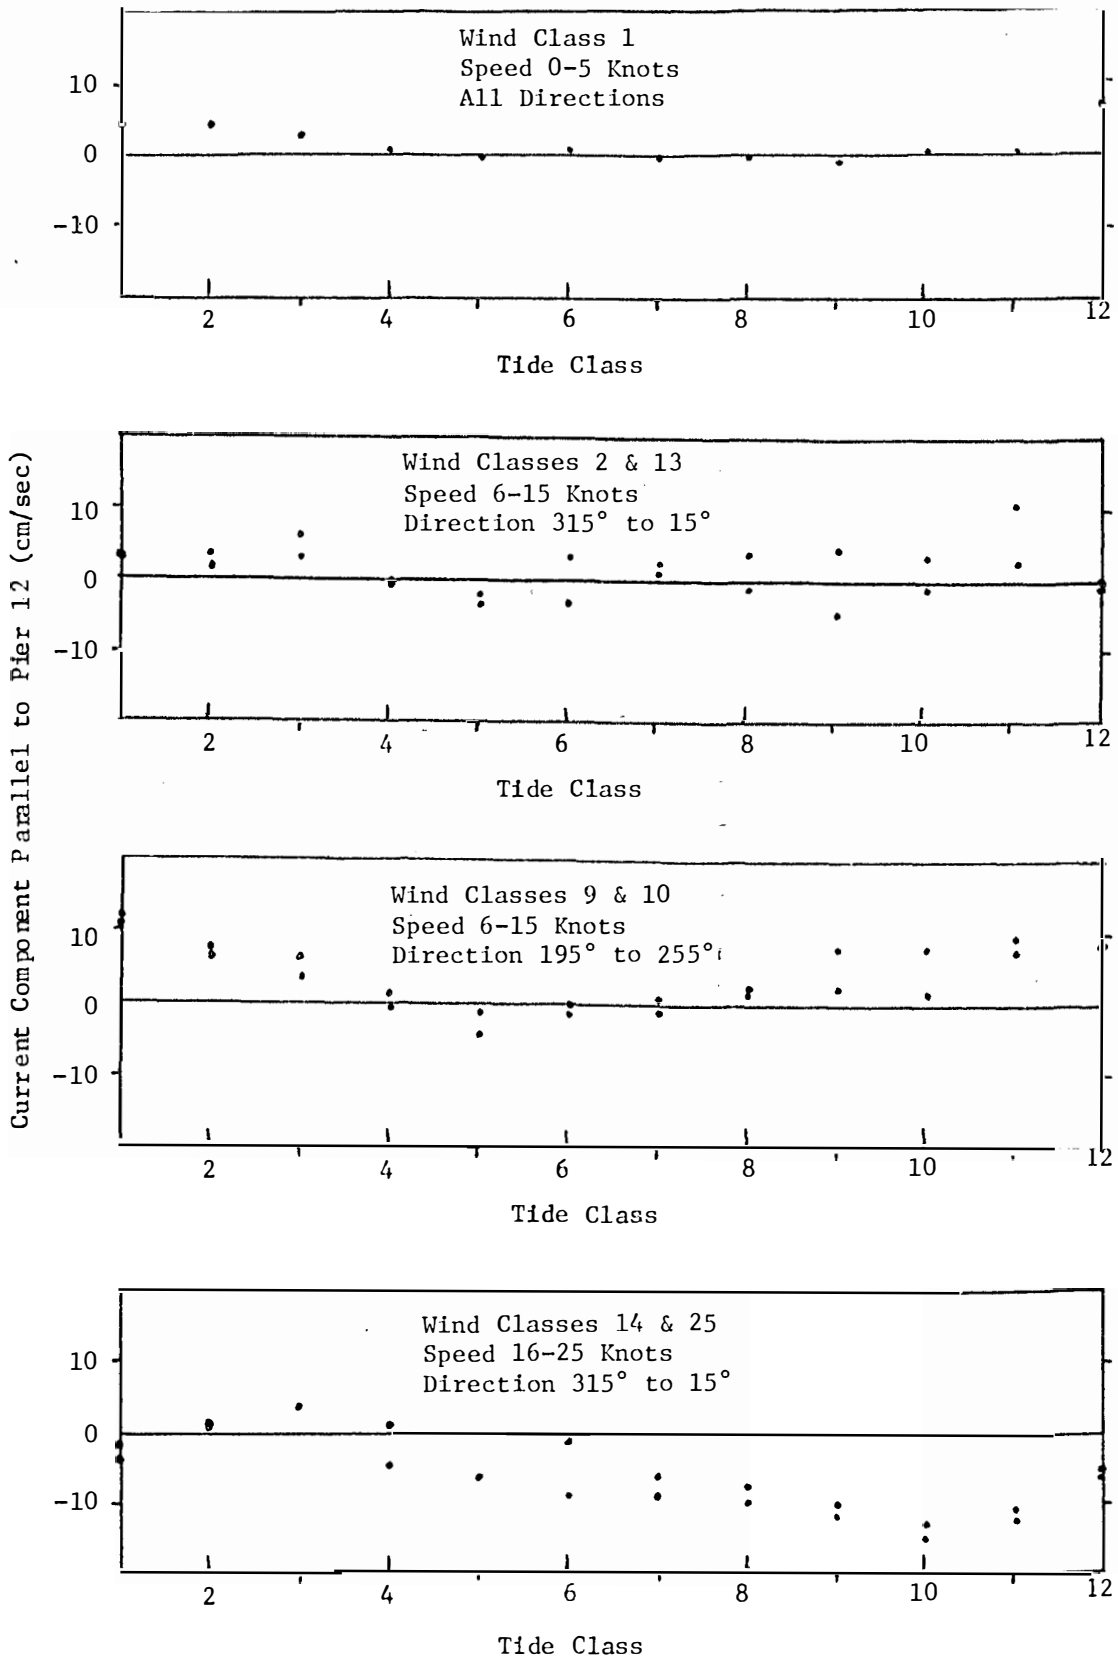 Current Component Parallel to Pier 12 (cm/sec)
Wind Class 1
Speed 0-5 Knots
All Directions
10
0
-10
2
4
6
8
10
12
Tide Class
Wind Classes 2 & 13
Speed 6-15 Knots
Direction 315° to 15°
10
0
-10
2
4
6
8
10
12
Tide Class
Wind Classes 9 & 10
Speed 6-15 Knots
Direction 195° to 255°
10
0
-10
2
4
6
8
10
12
Tide Class
Wind Classes 14 & 25
Speed 16-25 Knots
Direction 315° to 15°
10
0
-10
2
4
6
8
10
12
Tide Class